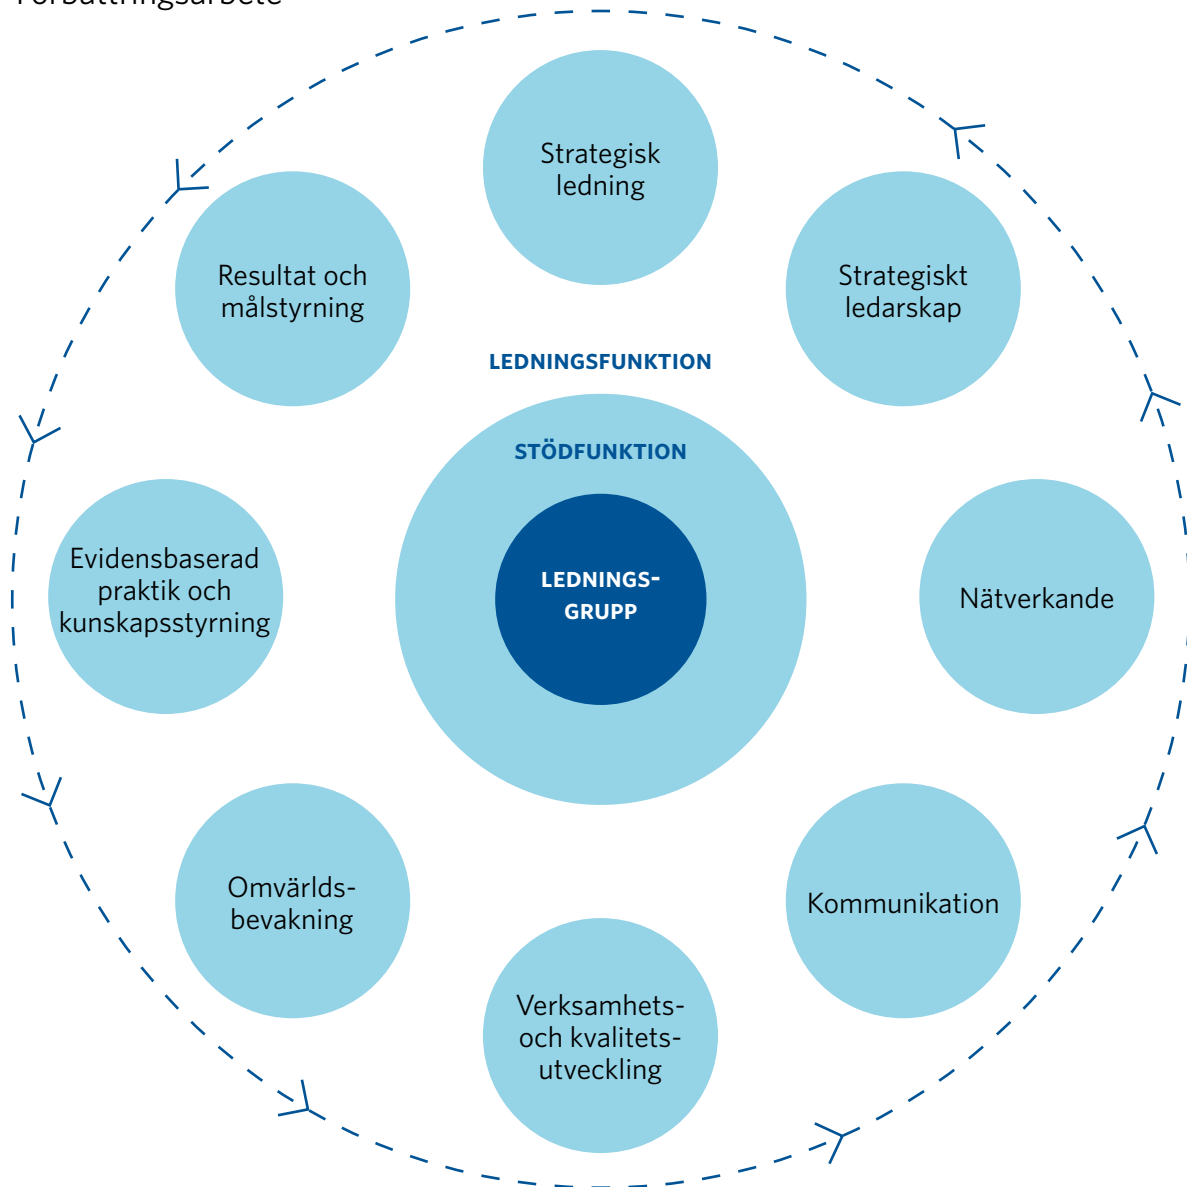 Förbättringsarbete
Strategisk
ledning
Resultat och
målstyrning
Strategiskt
ledarskap
LEDNINGSFUNKTION
STÖDFUNKTION
LEDNINGS-
GRUPP
Evidensbaserad
praktik och
kunskapsstyrning
Nätverkande
Omvärlds-
bevakning
Kommunikation
Verksamhets-
och kvalitets-
utveckling